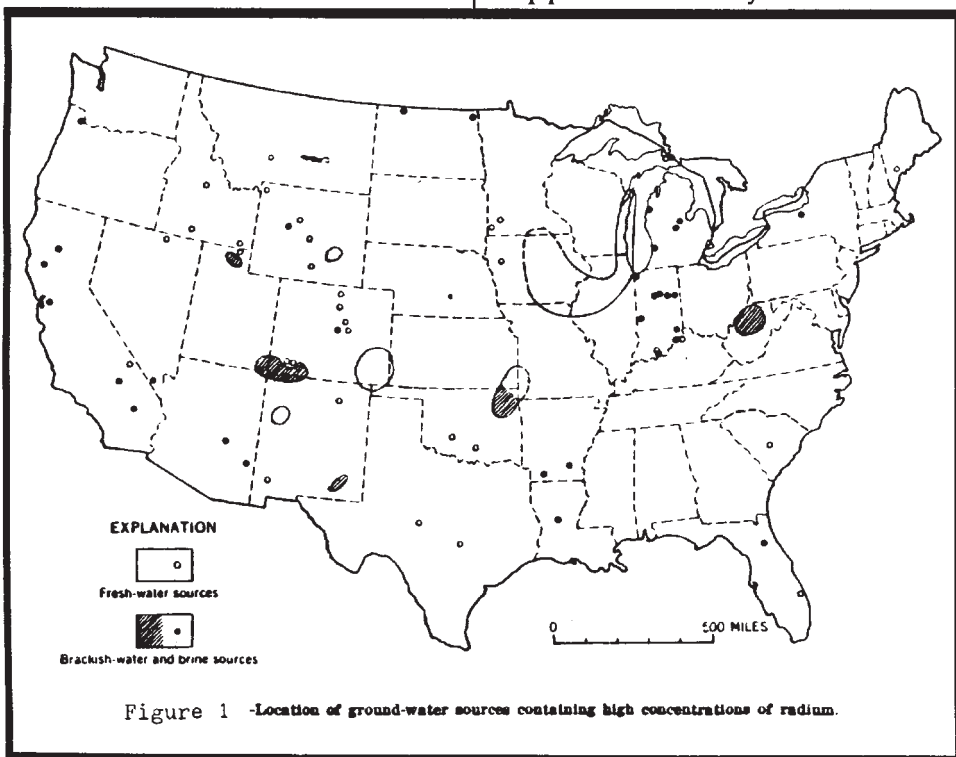 EXPLANATION
Fresh-water sources
Brackish-water and brine sources
0 500 MILES
Figure 1 -Location of ground-water sources containing high concentrations of radium.